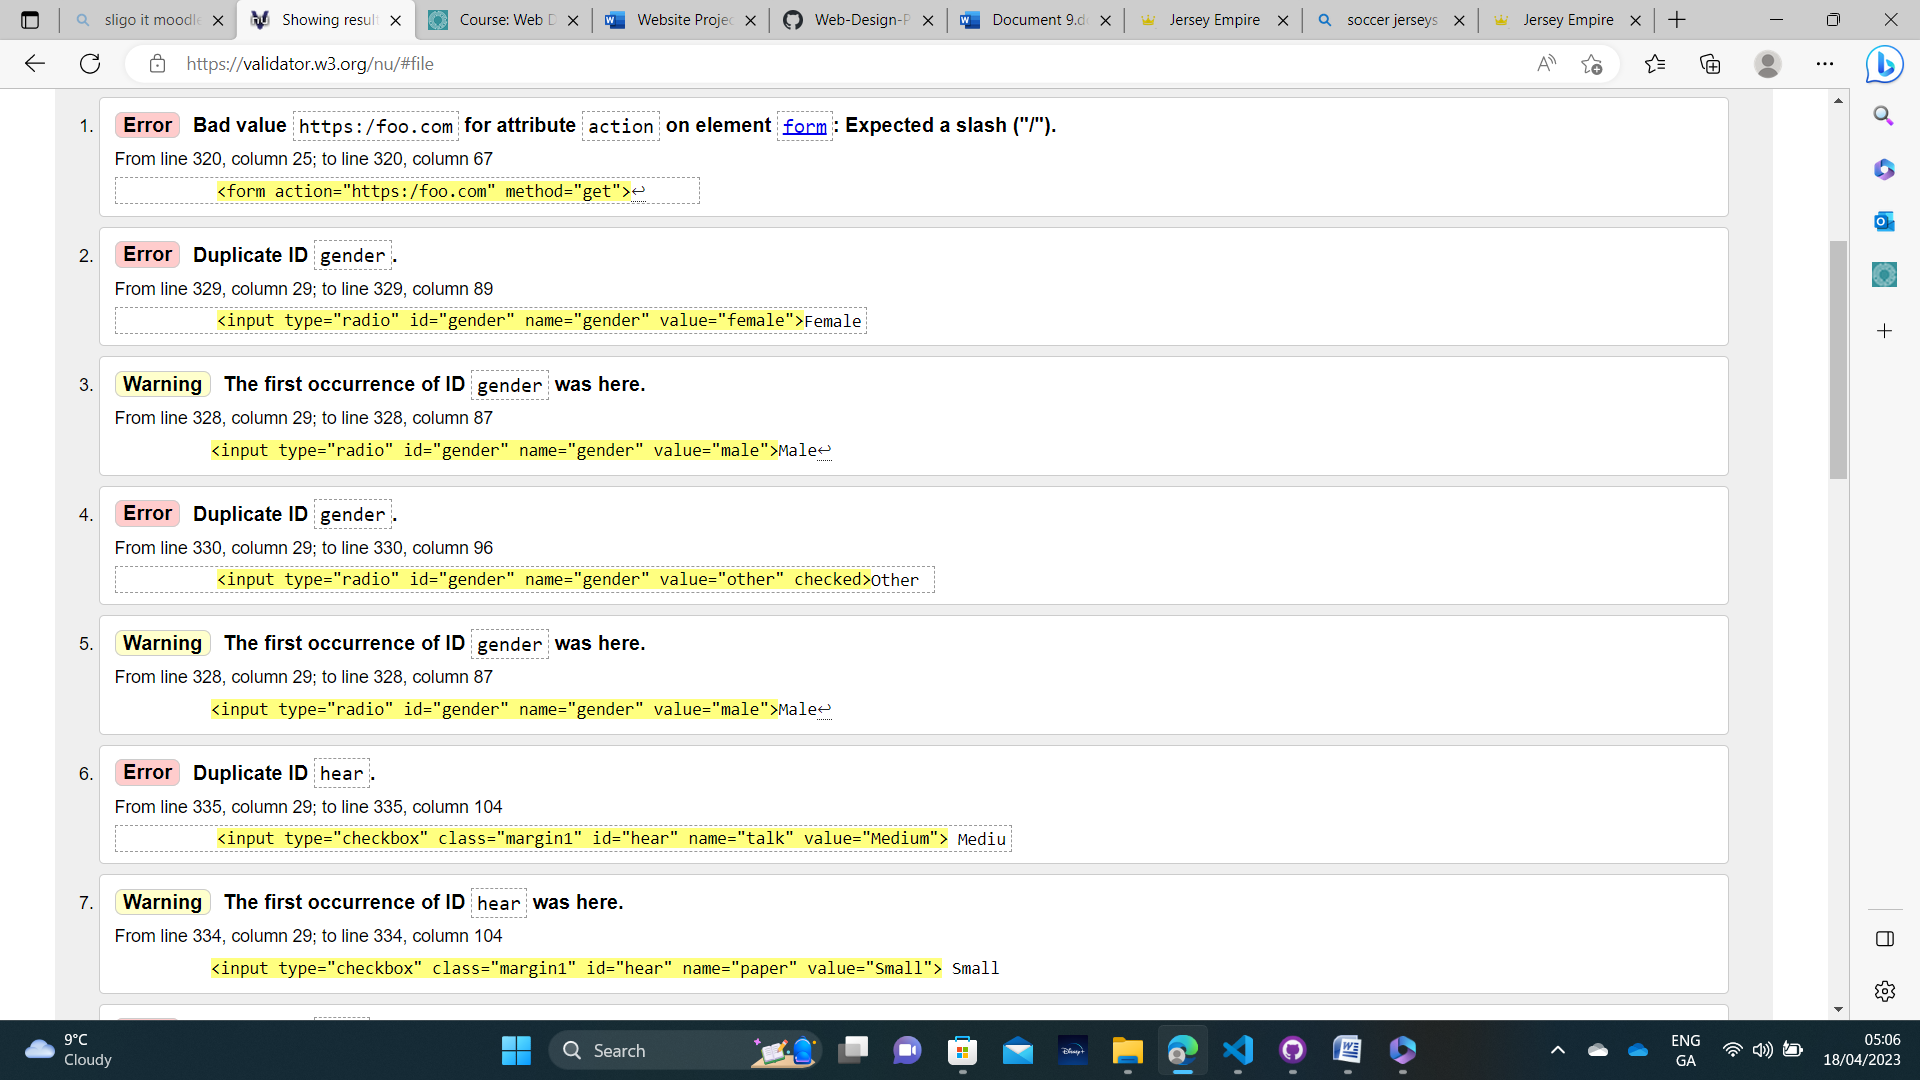 sligo it moodle
Showing result
Course: Web D
Website Projec
Web-Design-P
Document 9.d
Jersey Empire
soccer jerseys
Jersey Empire
https://validator.w3.org/nu/#file
1. Error Bad value https:/foo.com for attribute action on element form: Expected a slash ("/").
From line 320, column 25; to line 320, column 67
<form action="https:/foo.com" method="get">↩
2. Error Duplicate ID gender.
From line 329, column 29; to line 329, column 89
<input type="radio" id="gender" name="gender" value="female">Female
3. Warning The first occurrence of ID gender was here.
From line 328, column 29; to line 328, column 87
<input type="radio" id="gender" name="gender" value="male">Male↩
4. Error Duplicate ID gender.
From line 330, column 29; to line 330, column 96
<input type="radio" id="gender" name="gender" value="other" checked>Other
5. Warning The first occurrence of ID gender was here.
From line 328, column 29; to line 328, column 87
<input type="radio" id="gender" name="gender" value="male">Male↩
6. Error Duplicate ID hear.
From line 335, column 29; to line 335, column 104
<input type="checkbox" class="margin1" id="hear" name="talk" value="Medium"> Mediu
7. Warning The first occurrence of ID hear was here.
From line 334, column 29; to line 334, column 104
<input type="checkbox" class="margin1" id="hear" name="paper" value="Small"> Small
9°C
Cloudy
Search
Disney+
ENG
GA
05:06
18/04/2023